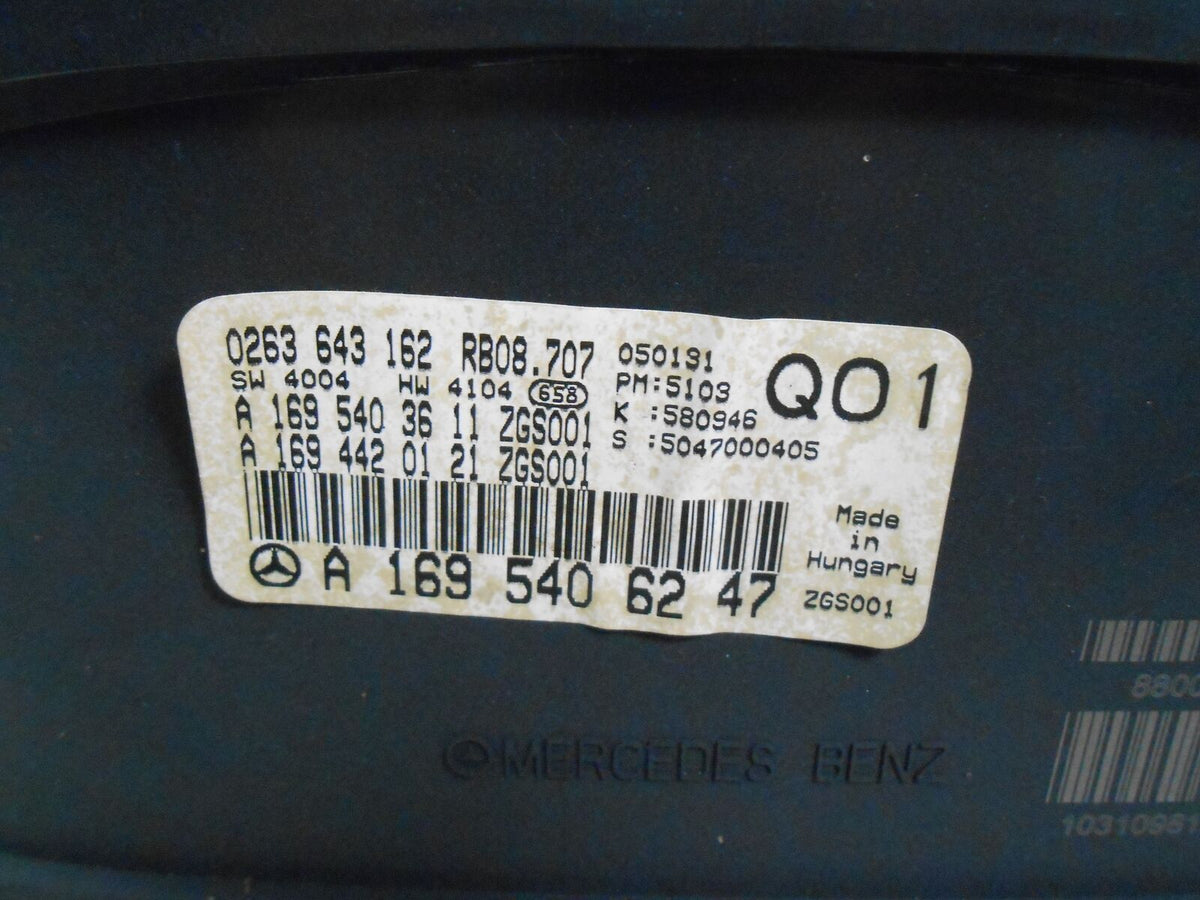 0263 643 162 RB08.707
SW 4004 HW 4104 658
A 169 540 36 11 ZGS001
A 169 442 01 21 ZGS001
050131
PM:5103
K :580946
S :5047000405
Q01
Made
in
Hungary
ZGS001
A 169 540 62 47
MERCEDES BENZ